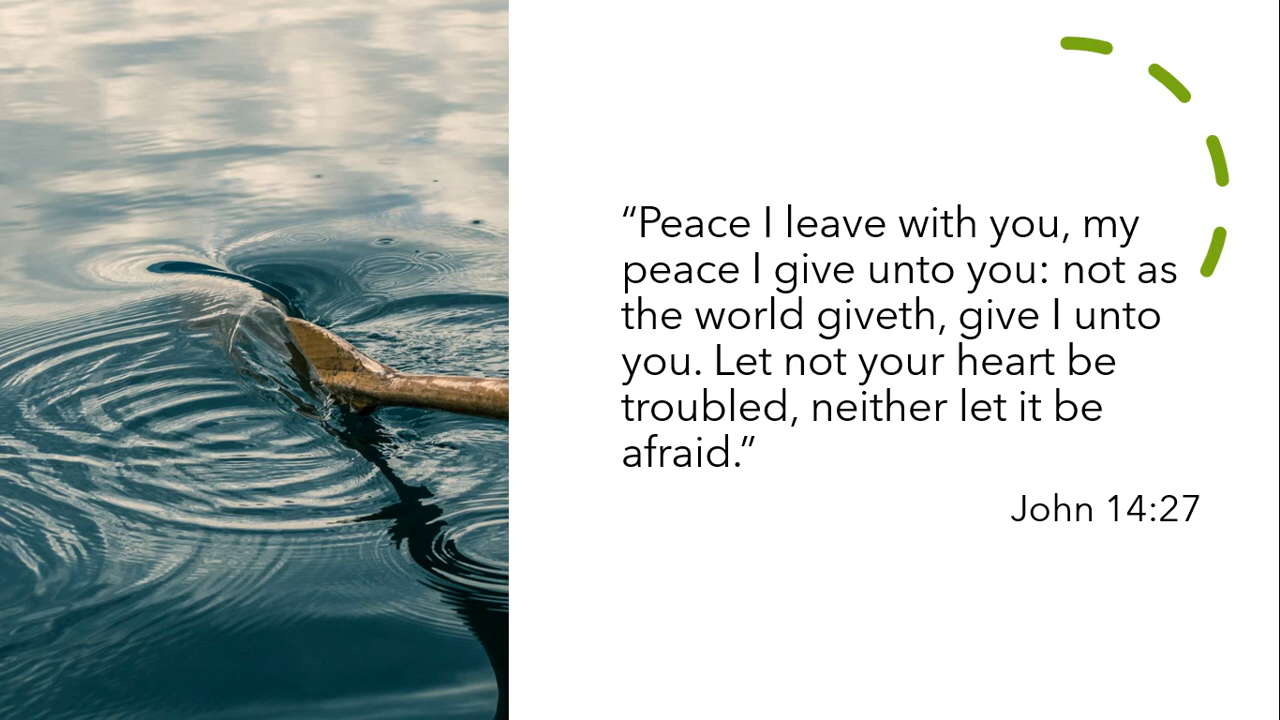 “Peace I leave with you, my
peace I give unto you: not as
the world giveth, give I unto
you. Let not your heart be
troubled, neither let it be
afraid.”
John 14:27